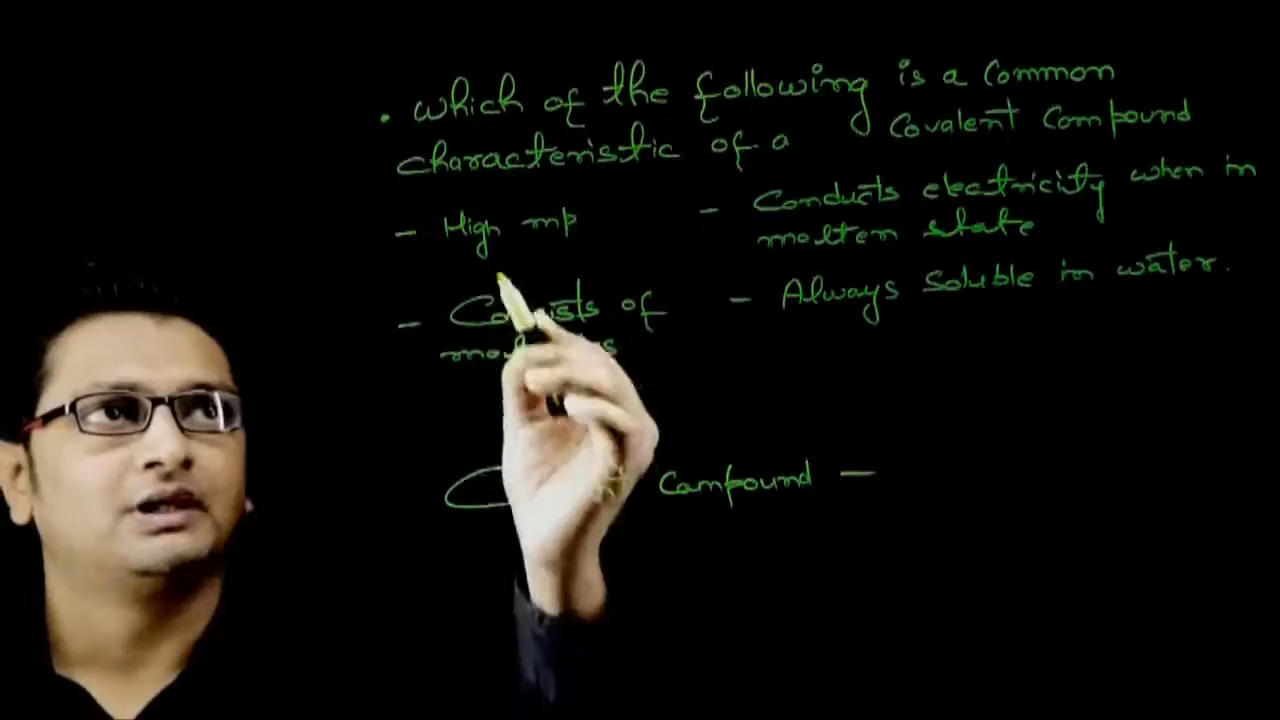 . Which of the following is a common
characteristic of a Covalent Compound
- High mp
- Conducts electricity when in
molten state
- of
- Always soluble in water.
Compound -